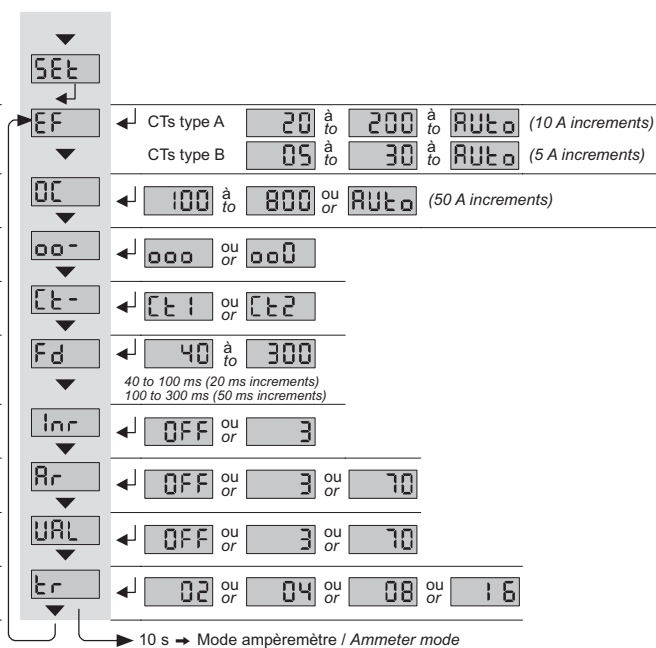 SEt
EF CTs type A 20 à to 200 à to AUto (10 A increments)
CTs type B 05 à to 30 à to AUto (5 A increments)
OC 100 à to 800 ou or AUto (50 A increments)
oo- ooo ou or oo0
Ct- Ct1 ou or Ct2
Fd 40 à to 300
40 to 100 ms (20 ms increments)
100 to 300 ms (50 ms increments)
Inr OFF ou or 3
Ar OFF ou or 3 ou or 70
UAL OFF ou or 3 ou or 70
tr 02 ou or 04 ou or 08 ou or 16
10 s → Mode ampèremètre / Ammeter mode